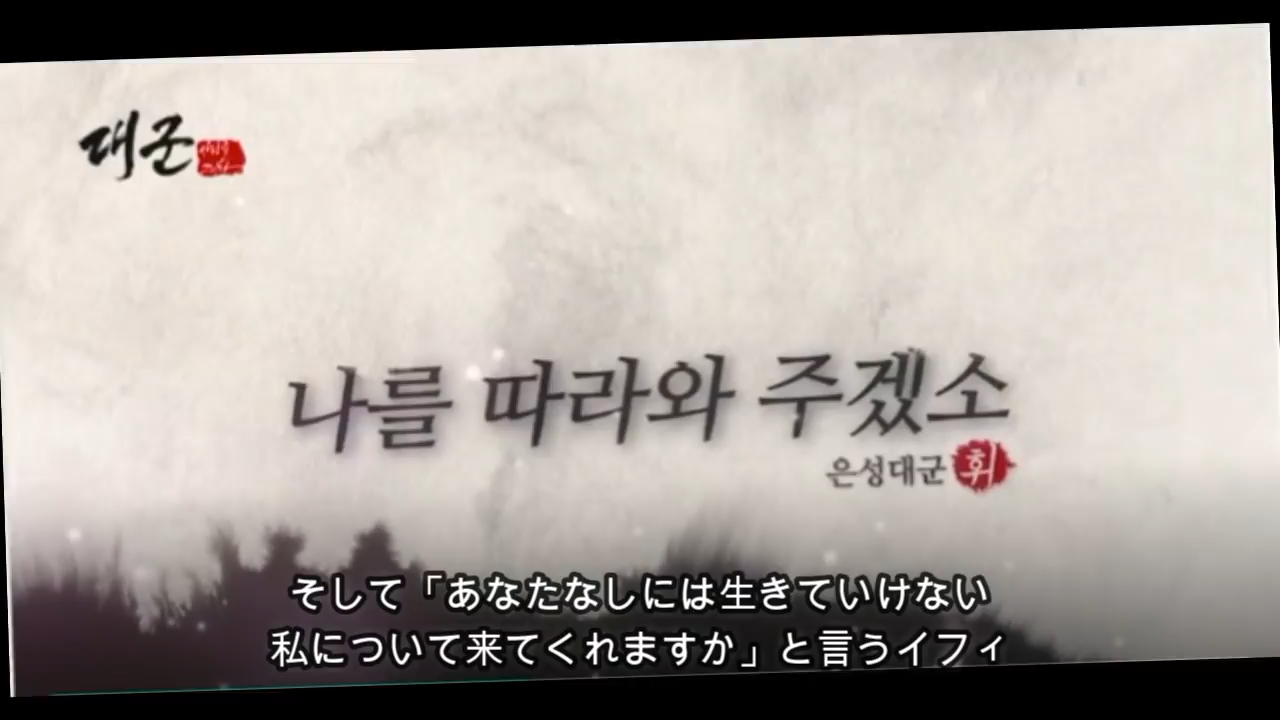 대군
나를 따라와 주겠소
은성대군 휘
そして「あなたなしには生きていけない
私について来てくれますか」と言うイフィ